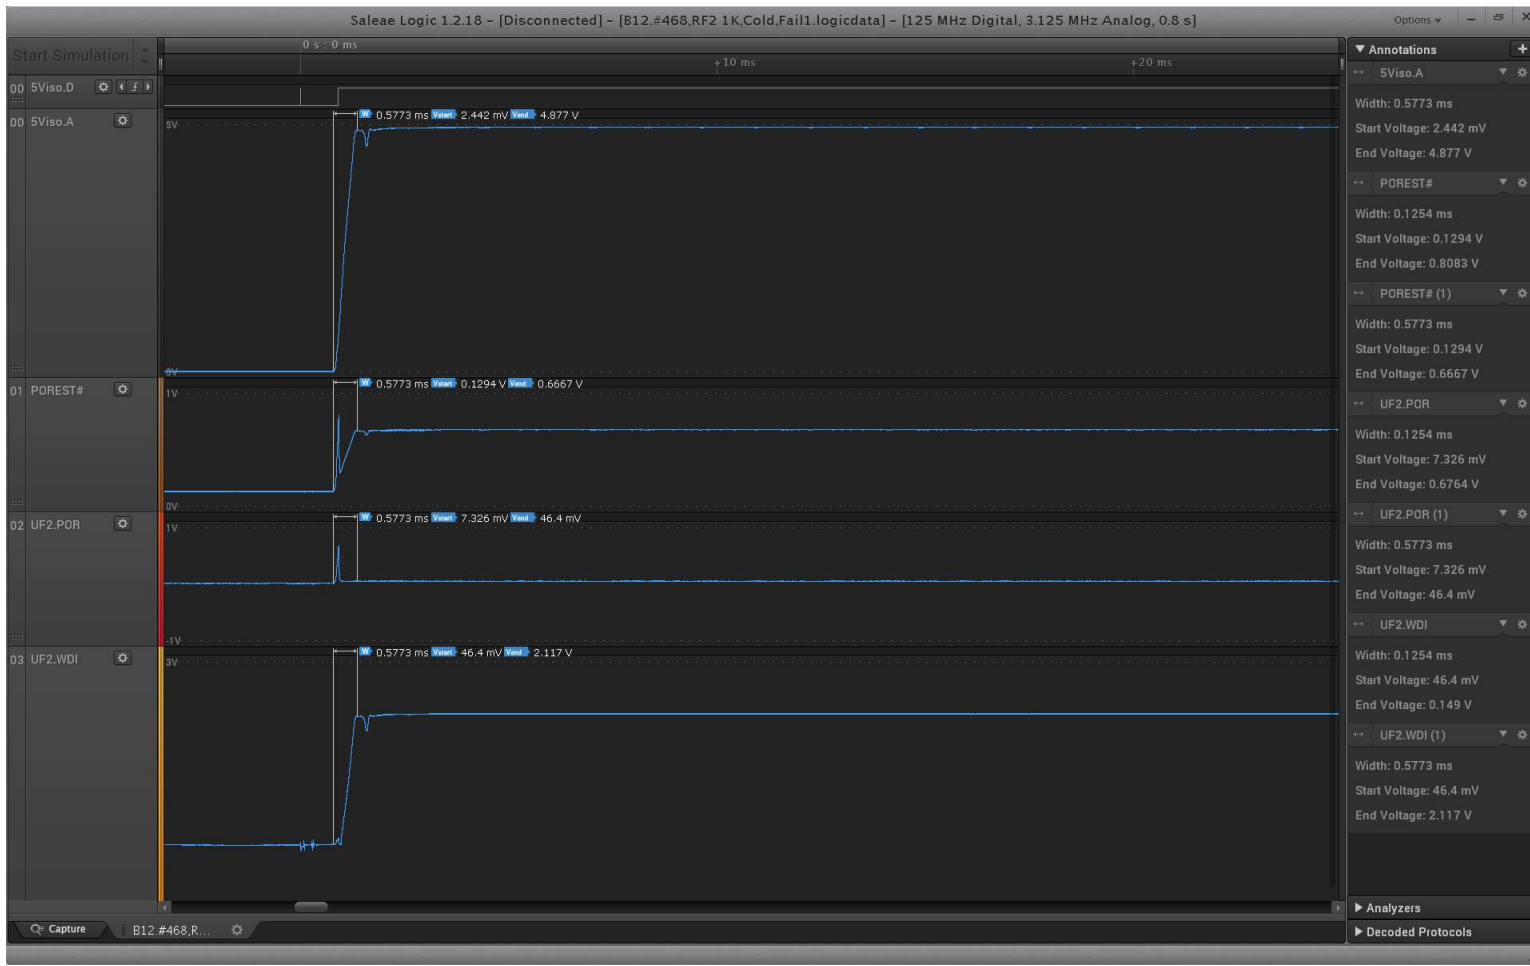 Saleae Logic 1.2.18 – [Disconnected] – [B12.#468,RF2 1K,Cold,Fail1.logicdata] – [125 MHz Digital, 3.125 MHz Analog, 0.8 s]
Options
Start Simulation
0 s : 0 ms
+10 ms
+20 ms
00 5Viso.D
00 5Viso.A
5V
W 0.5773 ms Vstart 2.442 mV Vend 4.877 V
0V
01 POREST#
1V
W 0.5773 ms Vstart 0.1294 V Vend 0.6667 V
0V
02 UF2.POR
1V
W 0.5773 ms Vstart 7.326 mV Vend 46.4 mV
-1V
03 UF2.WDI
3V
W 0.5773 ms Vstart 46.4 mV Vend 2.117 V
Annotations
5Viso.A
Width: 0.5773 ms
Start Voltage: 2.442 mV
End Voltage: 4.877 V
POREST#
Width: 0.1254 ms
Start Voltage: 0.1294 V
End Voltage: 0.8083 V
POREST# (1)
Width: 0.5773 ms
Start Voltage: 0.1294 V
End Voltage: 0.6667 V
UF2.POR
Width: 0.1254 ms
Start Voltage: 7.326 mV
End Voltage: 0.6764 V
UF2.POR (1)
Width: 0.5773 ms
Start Voltage: 7.326 mV
End Voltage: 46.4 mV
UF2.WDI
Width: 0.1254 ms
Start Voltage: 46.4 mV
End Voltage: 0.149 V
UF2.WDI (1)
Width: 0.5773 ms
Start Voltage: 46.4 mV
End Voltage: 2.117 V
Analyzers
Decoded Protocols
Capture
B12.#468,R...